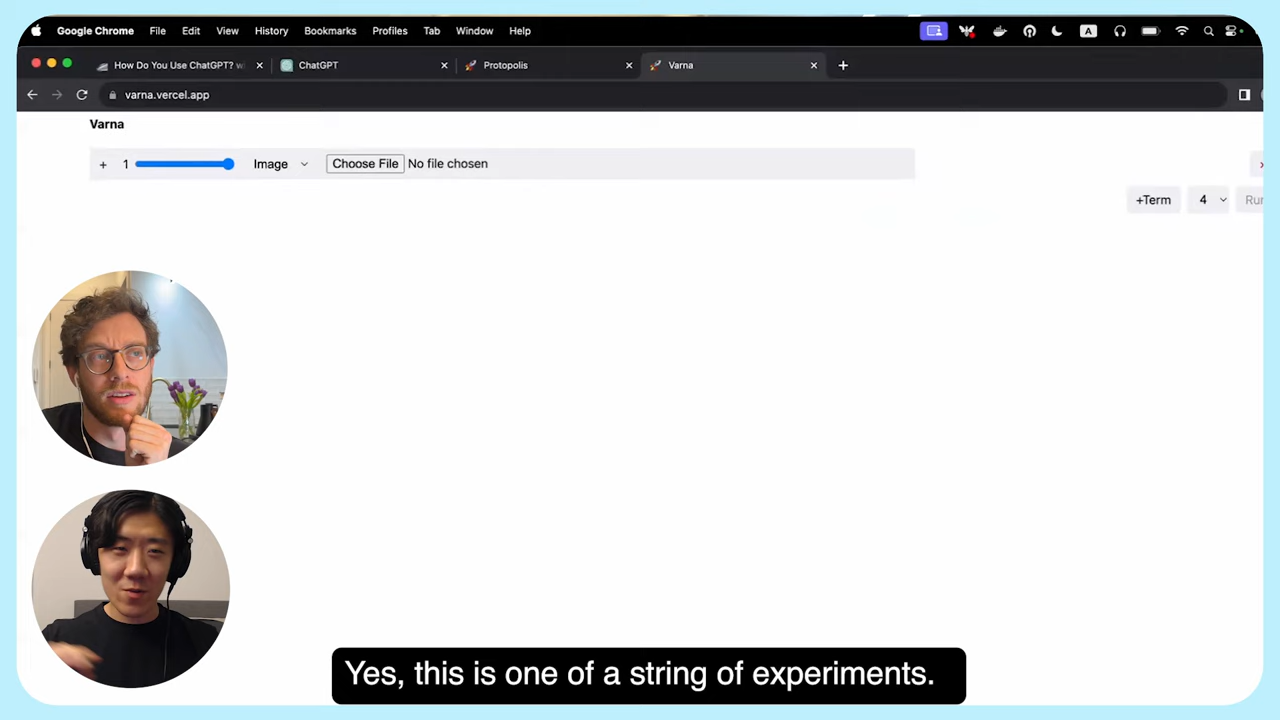 Google Chrome File Edit View History Bookmarks Profiles Tab Window Help A
How Do You Use ChatGPT? w ChatGPT Protopolis Varna
varna.vercel.app
Varna
+ 1 Image Choose File No file chosen
+Term 4 Ru
Yes, this is one of a string of experiments.